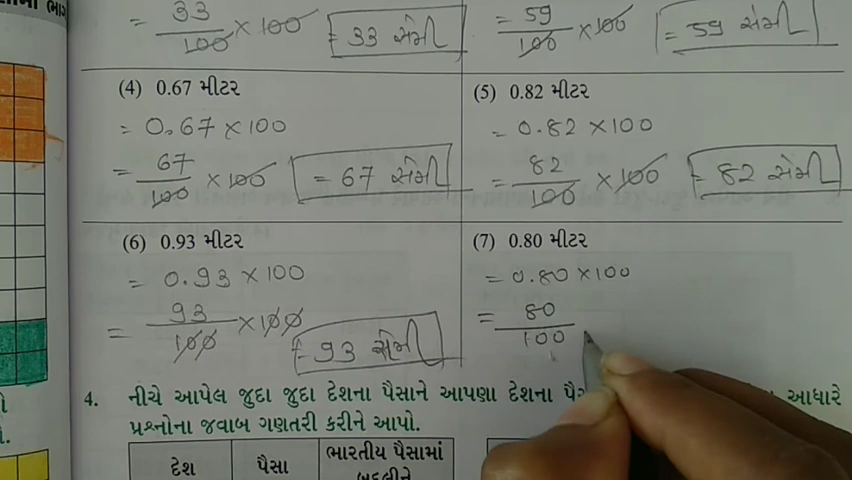 = 33/100 × 100 = 33 સેમી
= 59/100 × 100 = 59 સેમી
(4) 0.67 મીટર
= 0.67 × 100
= 67/100 × 100 = 67 સેમી
(5) 0.82 મીટર
= 0.82 × 100
= 82/100 × 100 = 82 સેમી
(6) 0.93 મીટર
= 0.93 × 100
= 93/100 × 100 = 93 સેમી
(7) 0.80 મીટર
= 0.80 × 100
= 80/100
4. નીચે આપેલ જુદા જુદા દેશના પૈસાને આપણા દેશના આધારે
પ્રશ્નોના જવાબ ગણતરી કરીને આપો.
દેશ
પૈસા
ભારતીય પૈસામાં